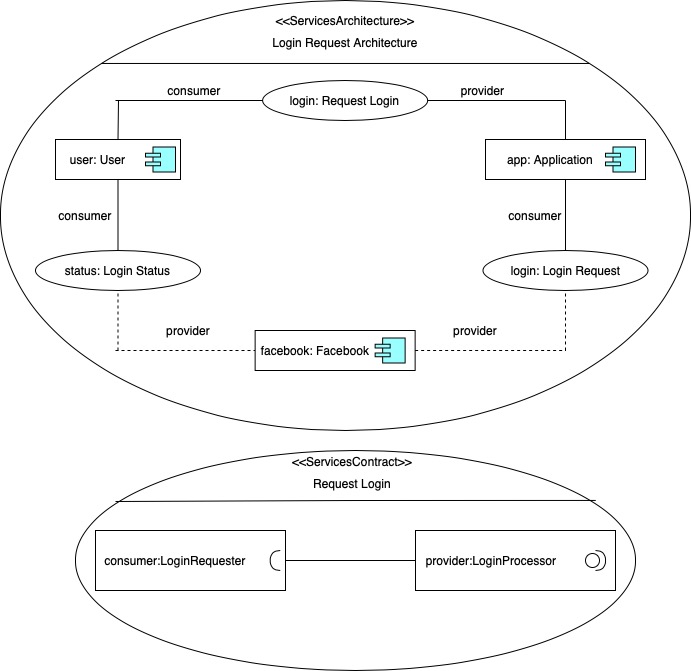 <<ServicesArchitecture>>
Login Request Architecture
consumer
login: Request Login
provider
user: User
app: Application
consumer
consumer
status: Login Status
login: Login Request
provider
provider
facebook: Facebook
<<ServicesContract>>
Request Login
consumer:LoginRequester
provider:LoginProcessor